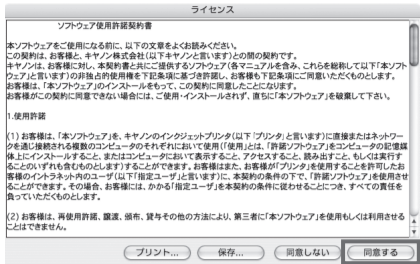 ライセンス
ソフトウェア使用許諾契約書
本ソフトウェアをご使用になる前に、以下の文章をよくお読みください。
この契約は、お客様と、キヤノン株式会社(以下キヤノンと言います)との間の契約です。
キヤノンは、お客様に対し、本契約書と共にご提供するソフトウェア(各マニュアルを含み、これらを総称して以下「本ソフト
ウェア」と言います)の非独占的使用権を下記条項に基づき許諾し、お客様も下記条項にご同意いただくものとします。
お客様は、「本ソフトウェア」のインストールをもって、この契約に同意したことになります。
お客様がこの契約に同意できない場合には、ご使用・インストールされず、直ちに「本ソフトウェア」を破棄して下さい。
1.使用許諾
(1) お客様は、「本ソフトウェア」を、キヤノンのインクジェットプリンタ(以下「プリンタ」と言います)に直接またはネットワー
クを通じ接続される複数のコンピュータのそれぞれにおいて使用(「使用」とは、「許諾ソフトウェア」をコンピュータの記憶媒
体上にインストールすること、またはコンピュータにおいて表示すること、アクセスすること、読み出すこと、もしくは実行す
ることのいずれも含むものとします)することができます。お客様はまた、お客様が「プリンタ」を使用することを許可したお
客様のイントラネット内のユーザ(以下「指定ユーザ」と言います)に、本契約の条件の下で、「許諾ソフトウェア」を使用させ
ることができます。その場合、お客様には、かかる「指定ユーザ」を本契約の条件に従わせることにつき、すべての責任を
負っていただくものとします。
(2) お客様は、再使用許諾、譲渡、頒布、貸与その他の方法により、第三者に「本ソフトウェア」を使用もしくは利用させる
ことはできません。
プリント... 保存... 同意しない 同意する